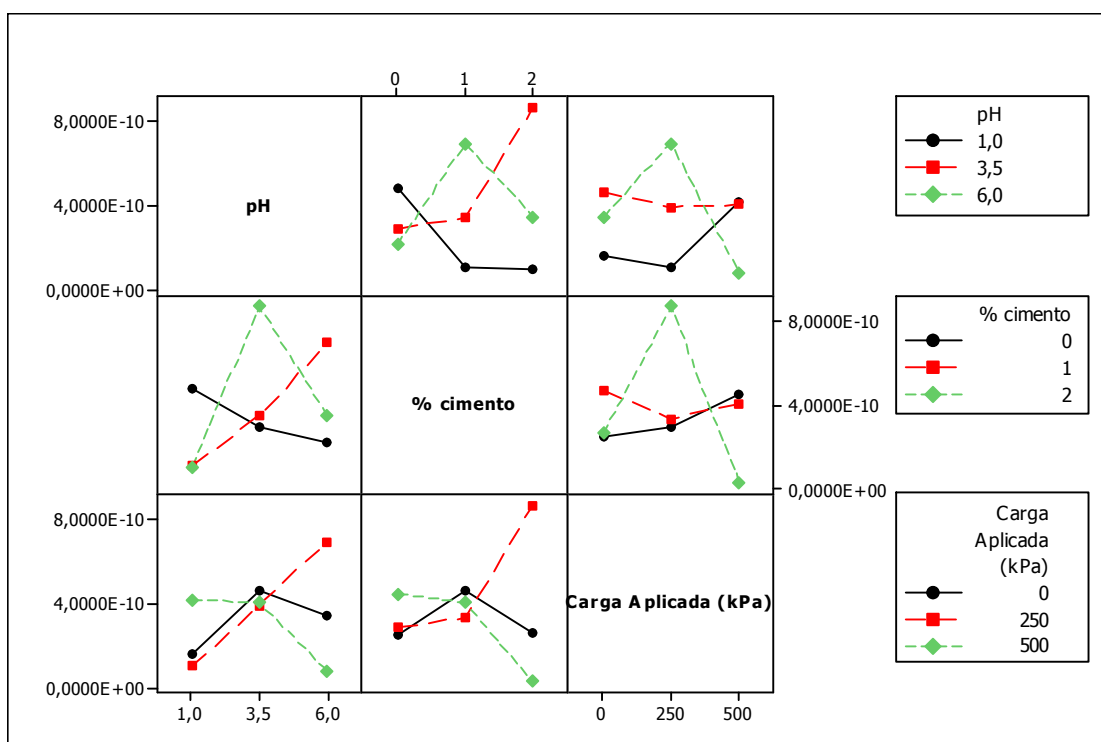 0 1 2
8,0000E-10
4,0000E-10
0,0000E+00
pH
pH
1,0
3,5
6,0
% cimento
8,0000E-10
4,0000E-10
0,0000E+00
% cimento
0
1
2
8,0000E-10
4,0000E-10
0,0000E+00
Carga Aplicada (kPa)
Carga
Aplicada
(kPa)
0
250
500
1,0 3,5 6,0
0 250 500